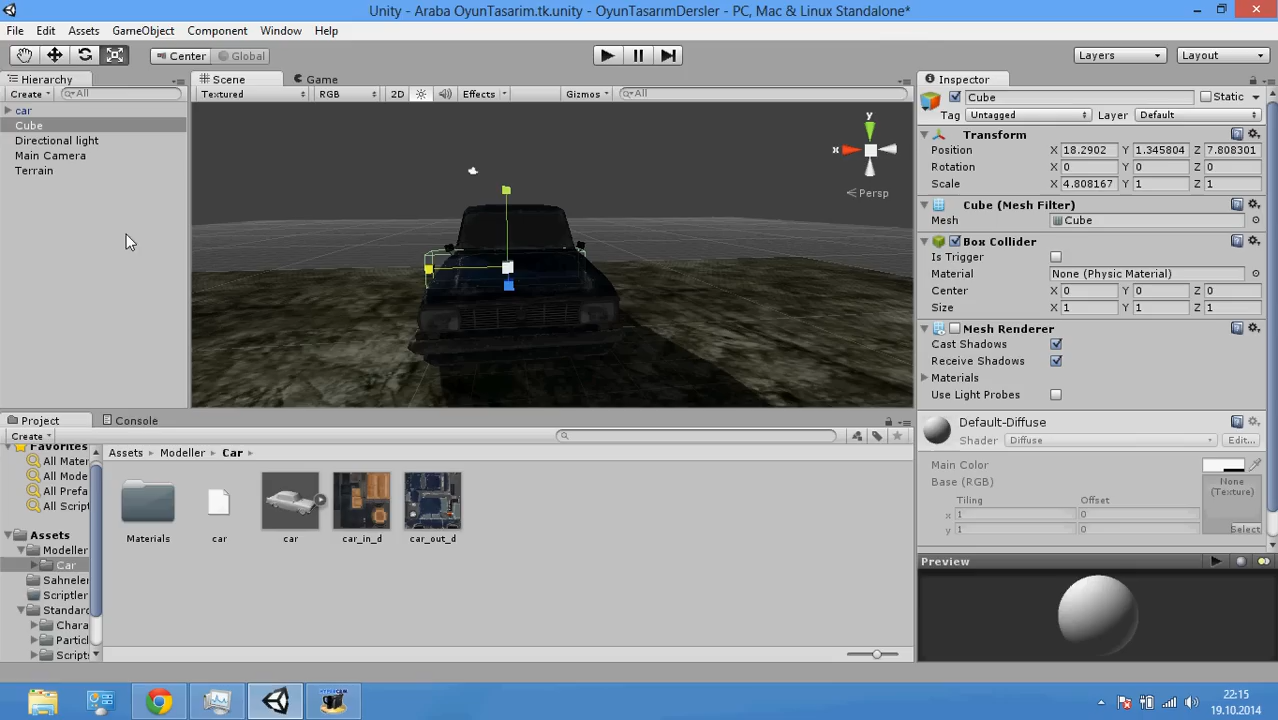 Unity - Araba OyunTasarim.tk.unity - OyunTasarımDersler - PC, Mac & Linux Standalone*
File Edit Assets GameObject Component Window Help
Center Global Layers Layout
Hierarchy
Create All
car
Cube
Directional light
Main Camera
Terrain
Scene Game
Textured RGB 2D Effects Gizmos All
y
x
Persp
Inspector
Cube Static
Tag Untagged Layer Default
Transform
Position X 18.2902 Y 1.345804 Z 7.808301
Rotation X 0 Y 0 Z 0
Scale X 4.808167 Y 1 Z 1
Cube (Mesh Filter)
Mesh Cube
Box Collider
Is Trigger
Material None (Physic Material)
Center X 0 Y 0 Z 0
Size X 1 Y 1 Z 1
Mesh Renderer
Cast Shadows
Receive Shadows
Materials
Use Light Probes
Default-Diffuse
Shader Diffuse Edit...
Main Color
Base (RGB)
None
(Texture)
Tiling Offset
x 1 0
y 1 0
Select
Preview
Project Console
Create
Favorites
All Mater
All Mode
All Prefa
All Script
Assets
Modeller
Car
Sahneler
Scriptler
Standard
Chara
Particl
Scripts
Assets Modeller Car
Materials car car car_in_d car_out_d
22:15
19.10.2014